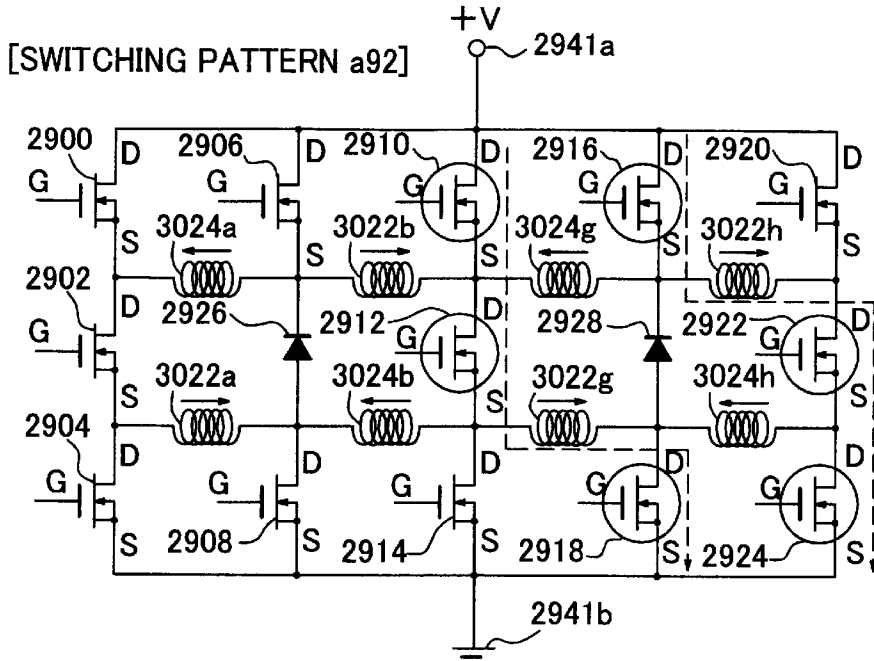 +V
2941a
[SWITCHING PATTERN a92]
2900 2906 2910 2916 2920
D D D D D
G G G G G
S S S S S
3024a 3022b 3024g 3022h
2902 2926 2912 2928 2922
D D D
G G G
S S S
3022a 3024b 3022g 3024h
2904
D D D D D
G G G G G
S S S S S
2908 2914 2918 2924
2941b